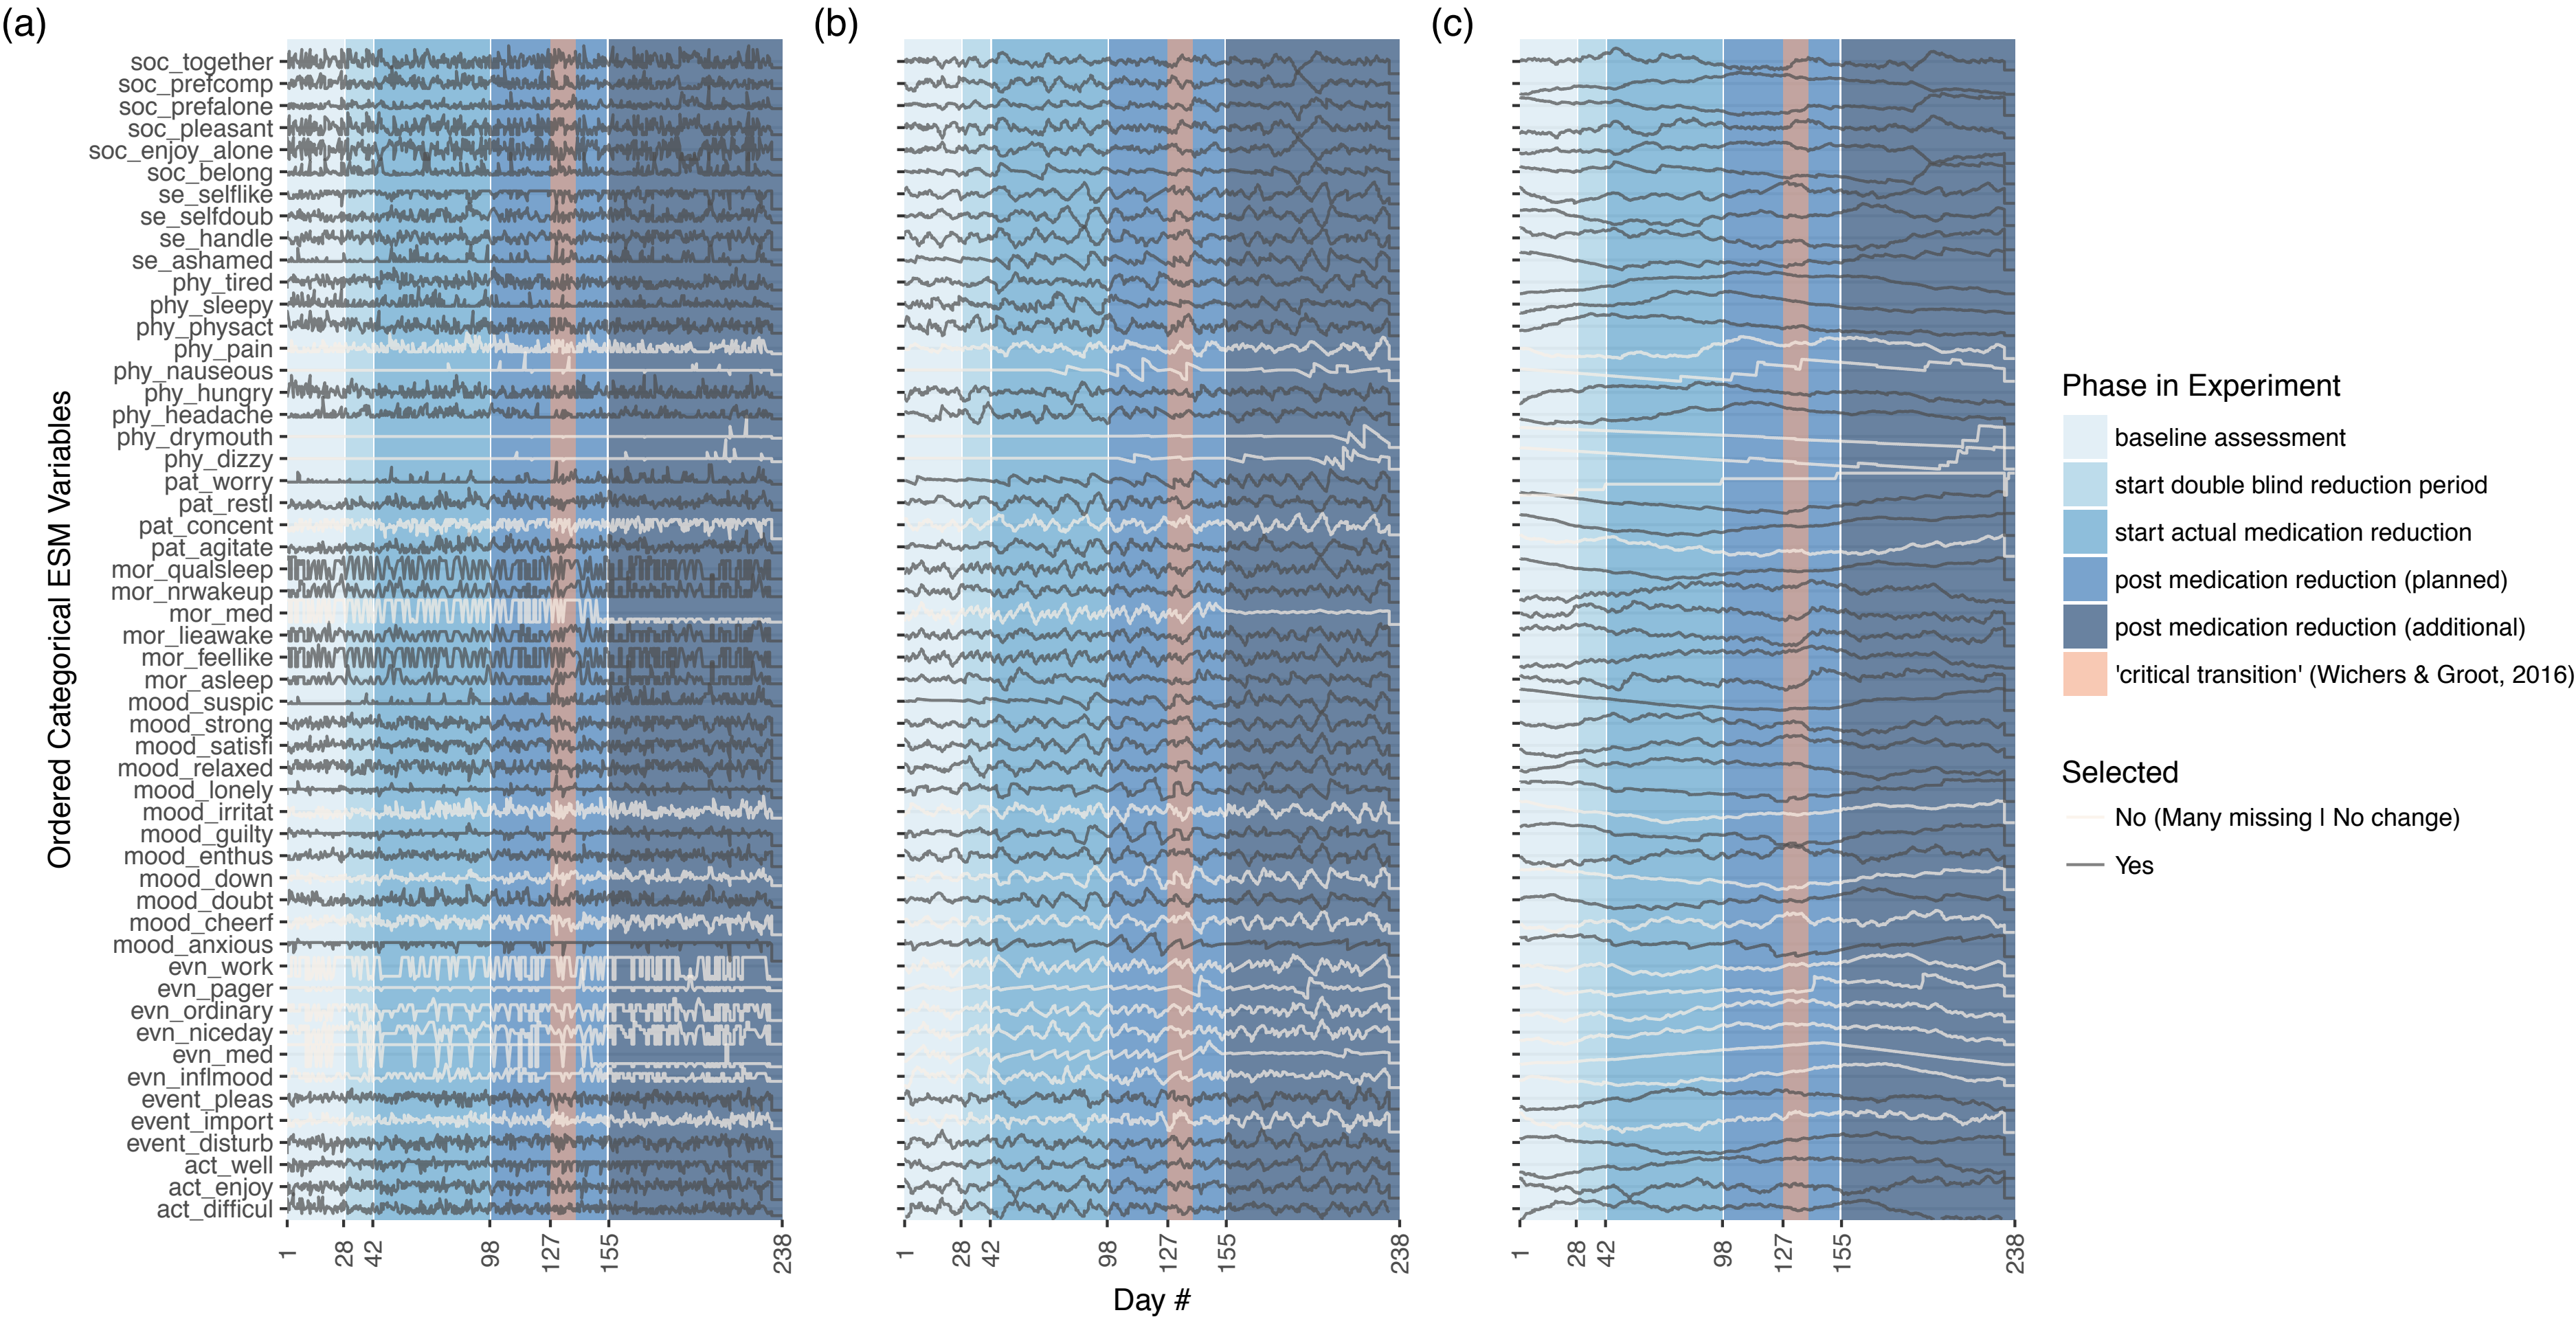 (a)
(b)
(c)
Ordered Categorical ESM Variables
soc_together
soc_prefcomp
soc_prefalone
soc_pleasant
soc_enjoy_alone
soc_belong
se_selflike
se_selfdoub
se_handle
se_ashamed
phy_tired
phy_sleepy
phy_physact
phy_pain
phy_nauseous
phy_hungry
phy_headache
phy_drymouth
phy_dizzy
pat_worry
pat_restl
pat_concent
pat_agitate
mor_qualsleep
mor_nrwakeup
mor_med
mor_lieawake
mor_feellike
mor_asleep
mood_suspic
mood_strong
mood_satisfi
mood_relaxed
mood_lonely
mood_irritat
mood_guilty
mood_enthus
mood_down
mood_doubt
mood_cheerf
mood_anxious
evn_work
evn_pager
evn_ordinary
evn_niceday
evn_med
evn_inflmood
event_pleas
event_import
event_disturb
act_well
act_enjoy
act_difficul
1 28 42 98 127 155 238
1 28 42 98 127 155 238
1 28 42 98 127 155 238
Day #
Phase in Experiment
baseline assessment
start double blind reduction period
start actual medication reduction
post medication reduction (planned)
post medication reduction (additional)
'critical transition' (Wichers & Groot, 2016)
Selected
No (Many missing | No change)
Yes